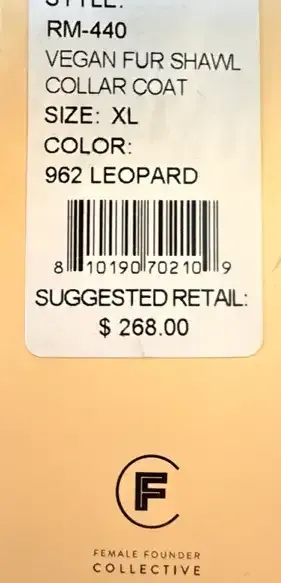 STYLE:
RM-440
VEGAN FUR SHAWL
COLLAR COAT
SIZE: XL
COLOR:
962 LEOPARD
8 10190 70210 9
SUGGESTED RETAIL:
$ 268.00
F
FEMALE FOUNDER
COLLECTIVE